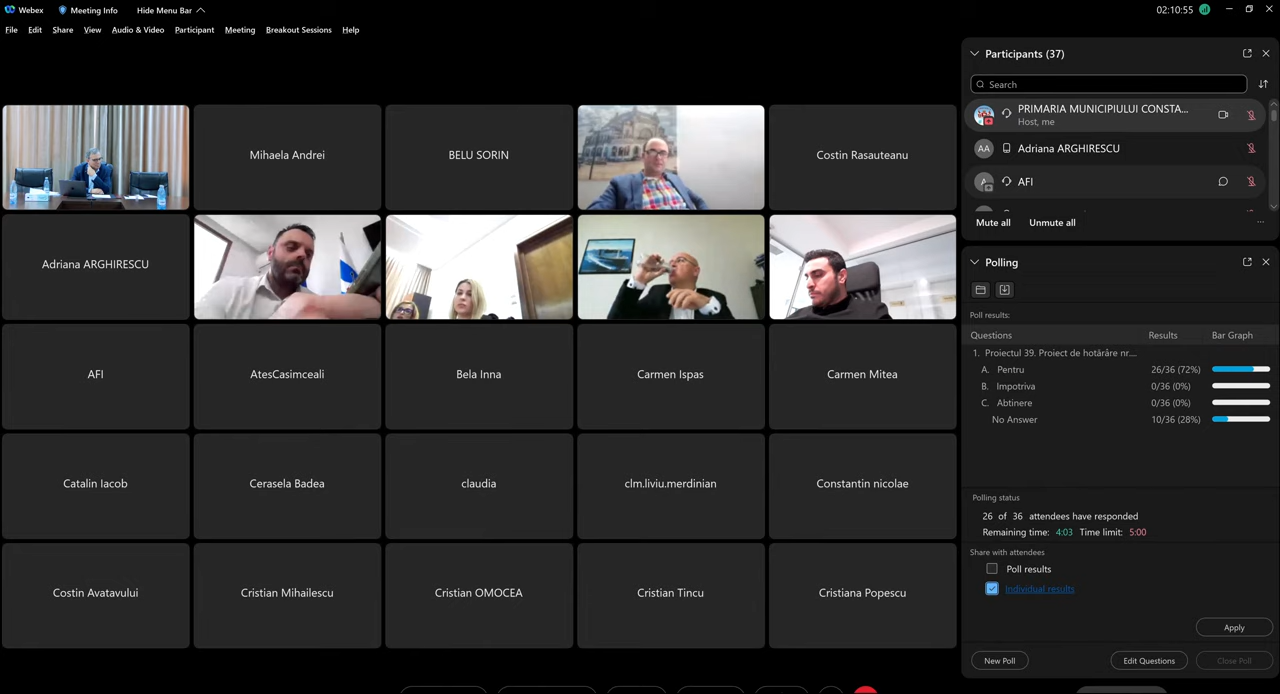 Webex Meeting Info Hide Menu Bar 02:10:55
File Edit Share View Audio & Video Participant Meeting Breakout Sessions Help
Mihaela Andrei BELU SORIN Costin Rasauteanu
Adriana ARGHIRESCU
AFI AtesCasimceali Bela Inna Carmen Ispas Carmen Mitea
Catalin Iacob Cerasela Badea claudia clm.liviu.merdinian Constantin nicolae
Costin Avatavului Cristian Mihailescu Cristian OMOCEA Cristian Tincu Cristiana Popescu
Participants (37)
Search
PRIMARIA MUNICIPIULUI CONSTA...
Host, me
AA Adriana ARGHIRESCU
A AFI
Mute all Unmute all ...
Polling
Poll results:
Questions Results Bar Graph
1. Proiectul 39. Proiect de hotărâre nr....
A. Pentru 26/36 (72%)
B. Impotriva 0/36 (0%)
C. Abtinere 0/36 (0%)
No Answer 10/36 (28%)
Polling status
26 of 36 attendees have responded
Remaining time: 4:03 Time limit: 5:00
Share with attendees
Poll results
Individual results
Apply
New Poll Edit Questions Close Poll